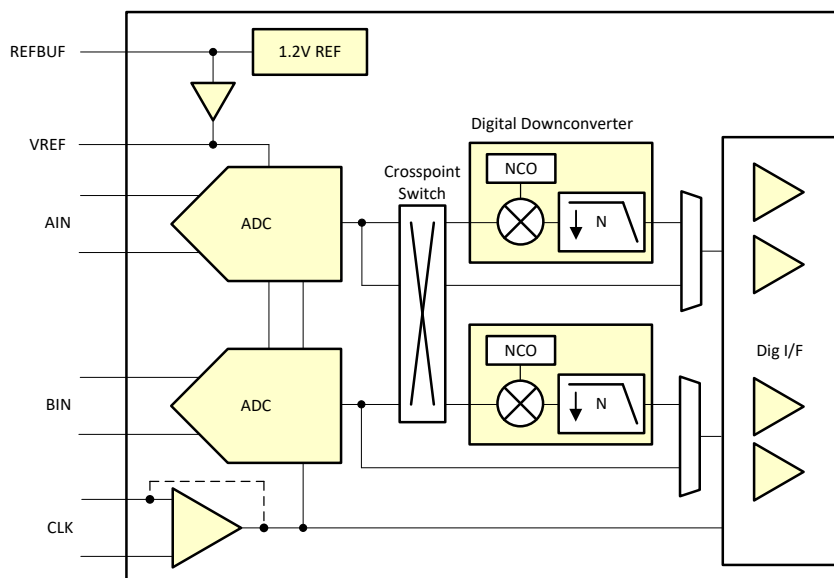 REFBUF
1.2V REF
VREF
Digital Downconverter
Crosspoint
Switch
NCO
ADC
N
AIN
Dig I/F
NCO
ADC
N
BIN
CLK